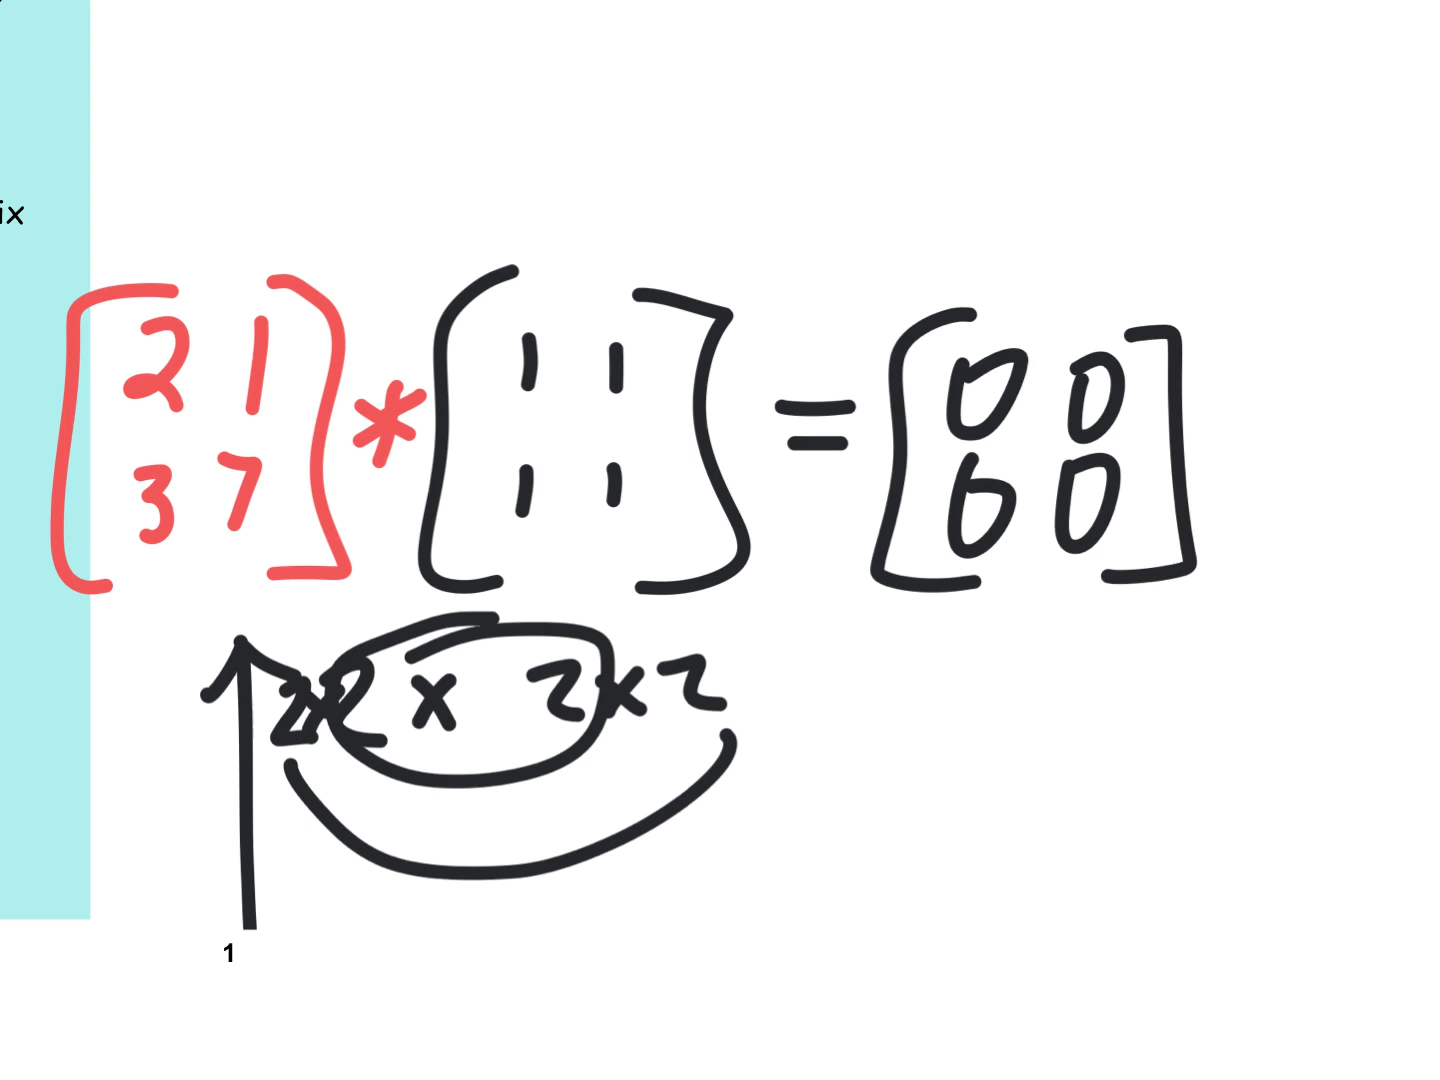 ix
[2 1] * [1 1] = [0 0]
[3 7] [1 1] [0 0]
2x2 x 2x2
1